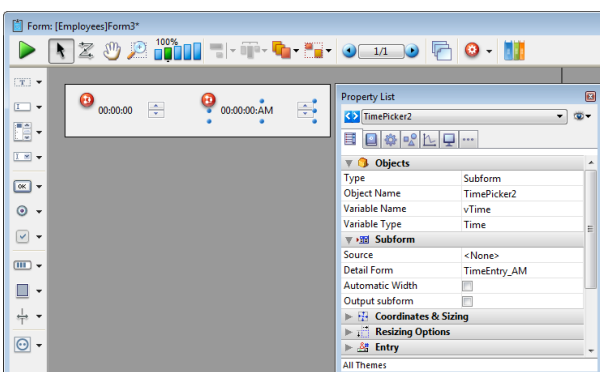 Form: [Employees]Form3*
100%
1/1
00:00:00
00:00:00:AM
Property List
TimePicker2
Objects
Type Subform
Object Name TimePicker2
Variable Name vTime
Variable Type Time
Subform
Source <None>
Detail Form TimeEntry_AM
Automatic Width
Output subform
Coordinates & Sizing
Resizing Options
Entry
All Themes
OK